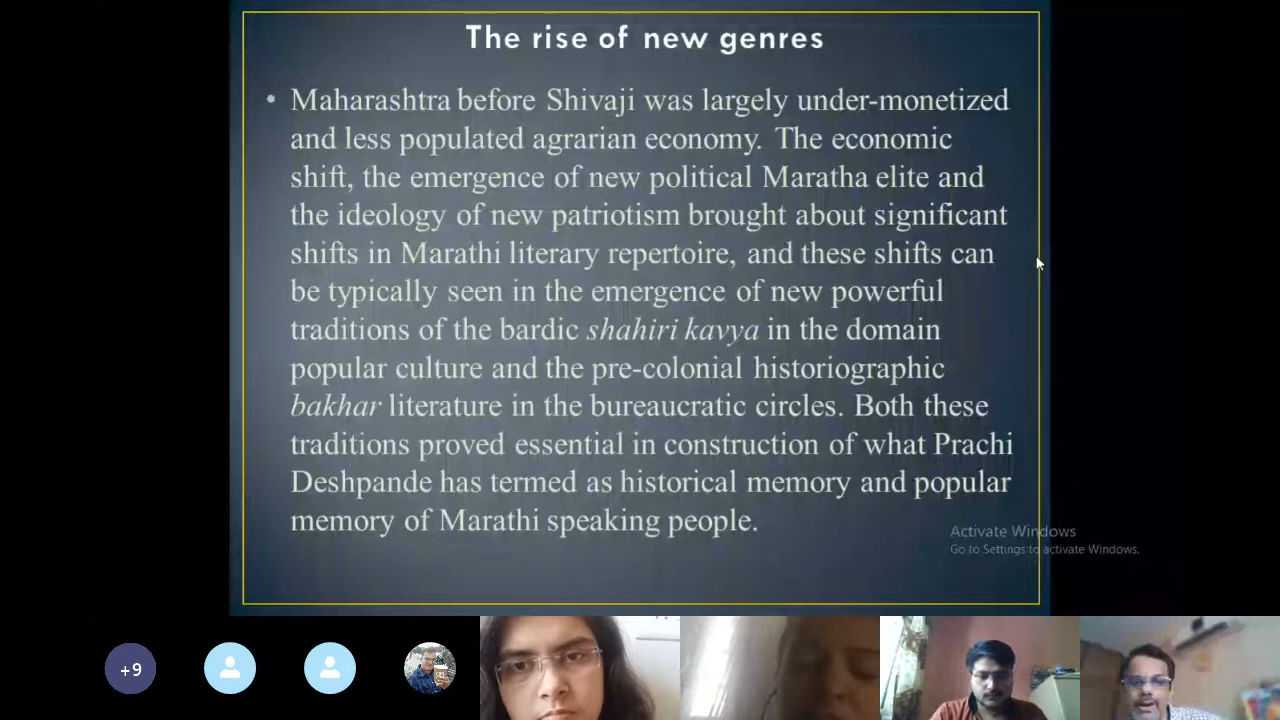 The rise of new genres
• Maharashtra before Shivaji was largely under-monetized
and less populated agrarian economy. The economic
shift, the emergence of new political Maratha elite and
the ideology of new patriotism brought about significant
shifts in Marathi literary repertoire, and these shifts can
be typically seen in the emergence of new powerful
traditions of the bardic shahiri kavya in the domain
popular culture and the pre-colonial historiographic
bakhar literature in the bureaucratic circles. Both these
traditions proved essential in construction of what Prachi
Deshpande has termed as historical memory and popular
memory of Marathi speaking people.
Activate Windows
Go to Settings to activate Windows.
+9